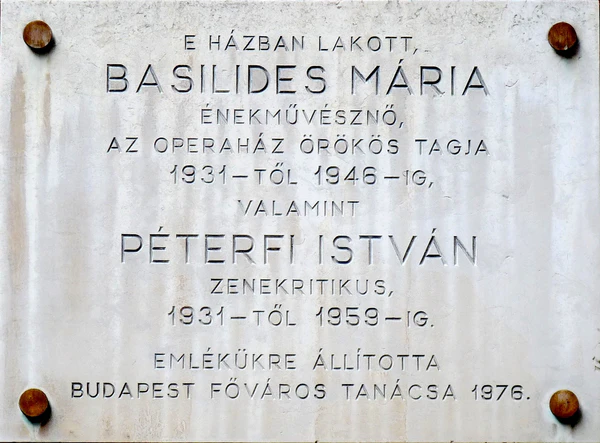 E HÁZBAN LAKOTT,
BASILIDES MÁRIA
ÉNEKMŰVÉSZNŐ,
AZ OPERAHÁZ ÖRÖKÖS TAGJA
1931-TŐL 1946-IG,
VALAMINT
PÉTERFI ISTVÁN
ZENEKRITIKUS,
1931-TŐL 1959-IG.
EMLÉKÜKRE ÁLLÍTOTTA
BUDAPEST FŐVÁROS TANÁCSA 1976.